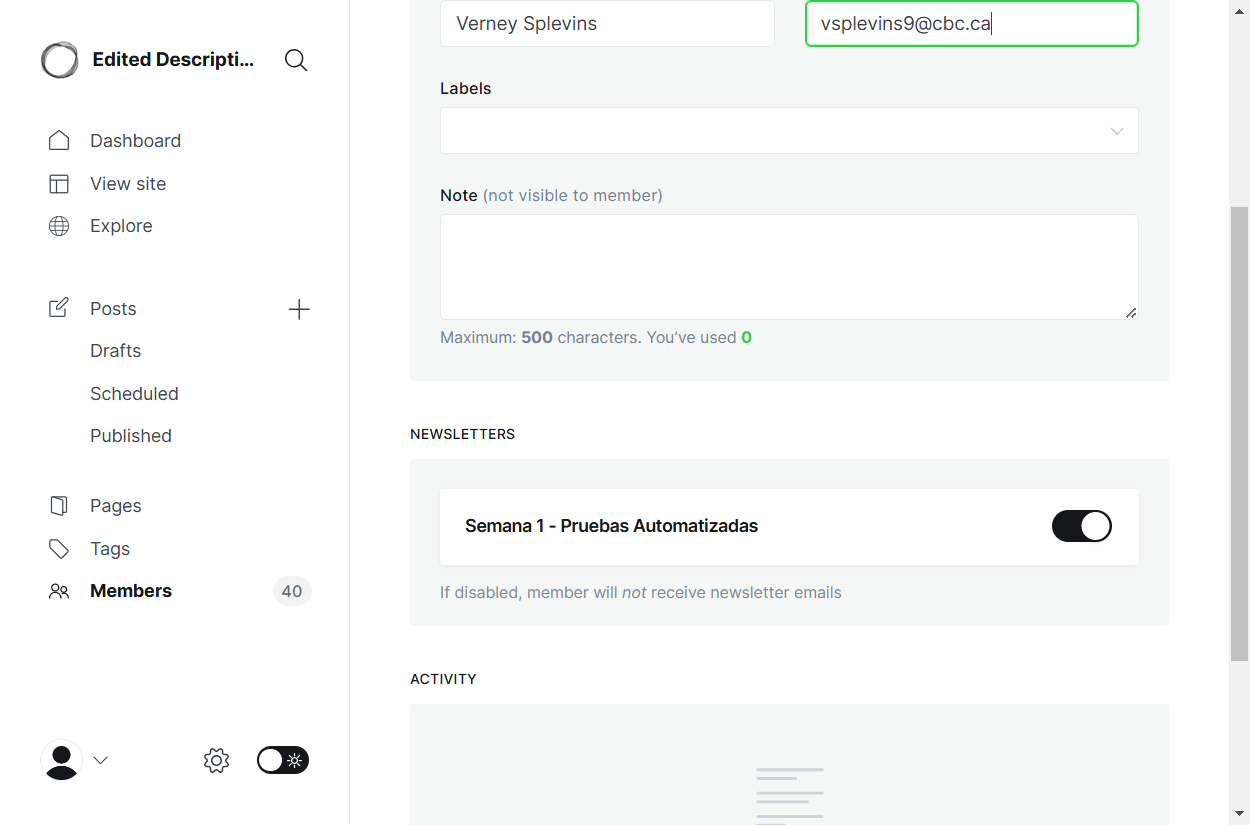 Edited Descripti...
Dashboard
View site
Explore
Posts
Drafts
Scheduled
Published
Pages
Tags
Members 40
Verney Splevins
vsplevins9@cbc.ca
Labels
Note (not visible to member)
Maximum: 500 characters. You’ve used 0
NEWSLETTERS
Semana 1 - Pruebas Automatizadas
If disabled, member will not receive newsletter emails
ACTIVITY